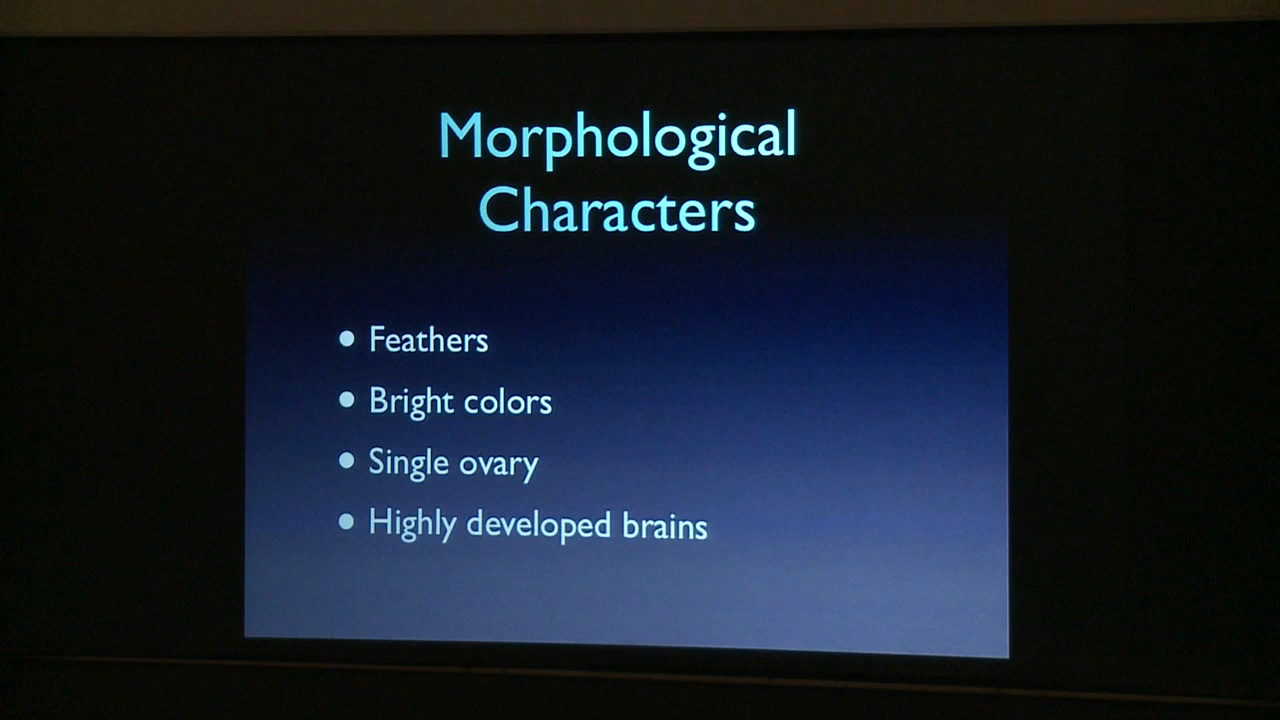 Morphological
Characters
• Feathers
• Bright colors
• Single ovary
• Highly developed brains